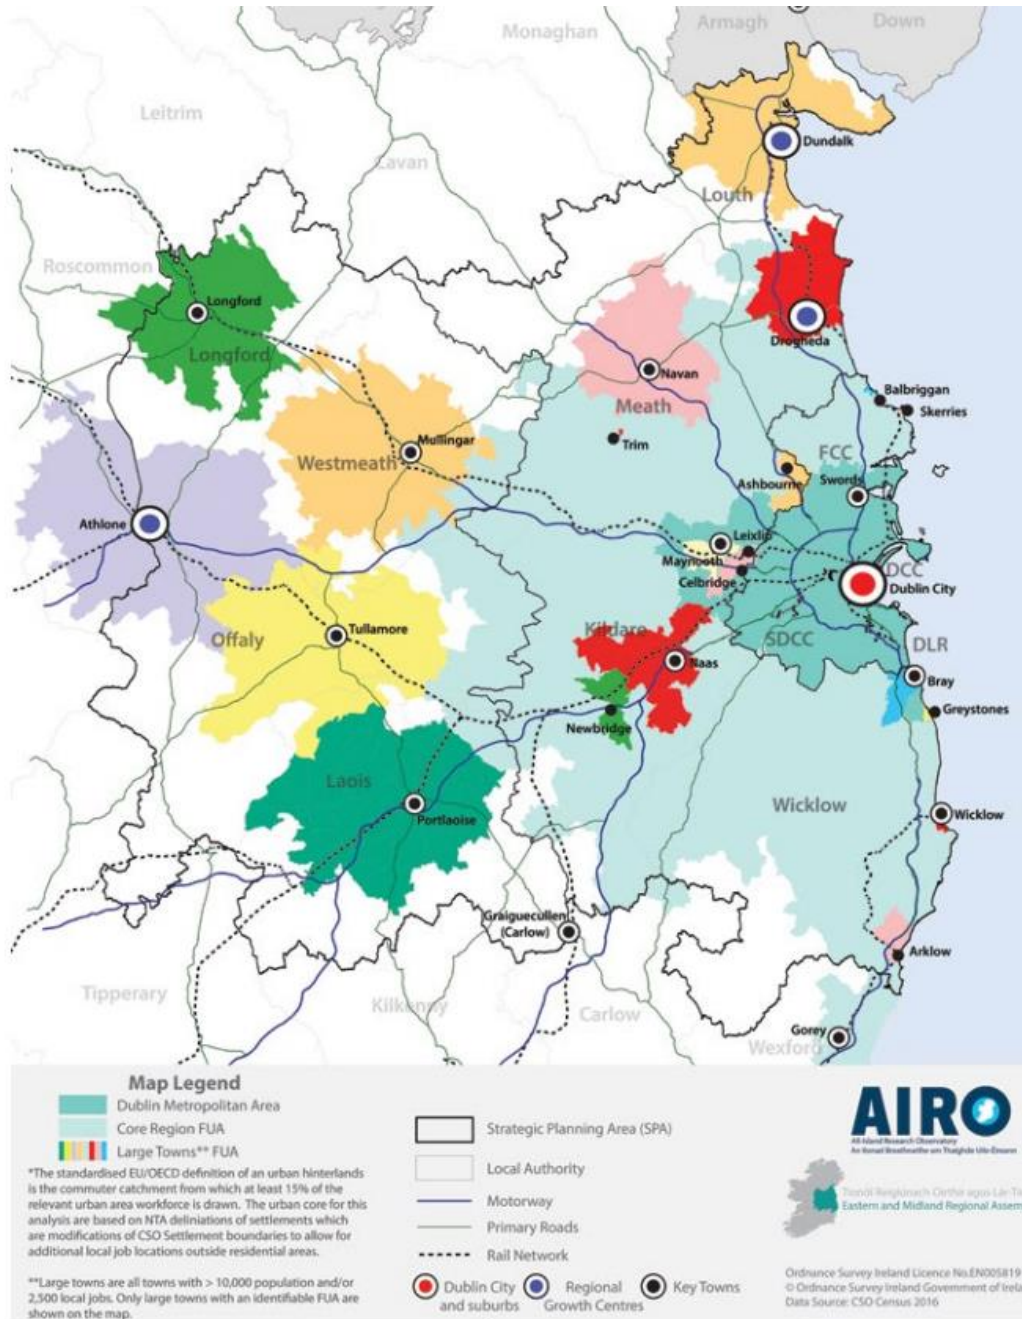 Armagh
Down
Monaghan
Leitrim
Cavan
Dundalk
Louth
Roscommon
Longford
Longford
Drogheda
Navan
Meath
Balbriggan
Skerries
Mullingar
Westmeath
Trim
FCC
Ashbourne
Swords
Athlone
Leixlip
Maynooth
Celbridge
DCC
Dublin City
Offaly
Tullamore
Kildare
Naas
SDCC
DLR
Bray
Newbridge
Greystones
Laois
Portlaoise
Wicklow
Wicklow
Graiguecullen
(Carlow)
Arklow
Tipperary
Kilkenny
Carlow
Gorey
Wexford
Map Legend
Dublin Metropolitan Area
Core Region FUA
Large Towns** FUA
*The standardised EU/OECD definition of an urban hinterlands
is the commuter catchment from which at least 15% of the
relevant urban area workforce is drawn. The urban core for this
analysis are based on NTA deliniations of settlements which
are modifications of CSO Settlement boundaries to allow for
additional local job locations outside residential areas.
**Large towns are all towns with > 10,000 population and/or
2,500 local jobs. Only large towns with an identifiable FUA are
shown on the map.
Strategic Planning Area (SPA)
Local Authority
Motorway
Primary Roads
Rail Network
Dublin City
and suburbs
Regional
Growth Centres
Key Towns
AIRO
All-Island Research Observatory
Eastern and Midland Regional Assem
Ordnance Survey Ireland Licence No.EN005819
© Ordnance Survey Ireland Government of Irela
Data Source: CSO Census 2016